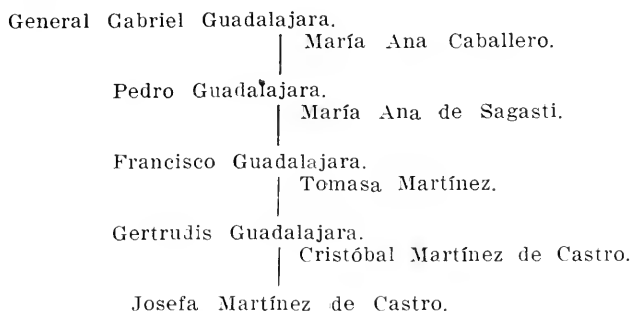 General Gabriel Guadalajara.
María Ana Caballero.
Pedro Guadalajara.
María Ana de Sagasti.
Francisco Guadalajara.
Tomasa Martínez.
Gertrudis Guadalajara.
Cristóbal Martínez de Castro.
Josefa Martínez de Castro.